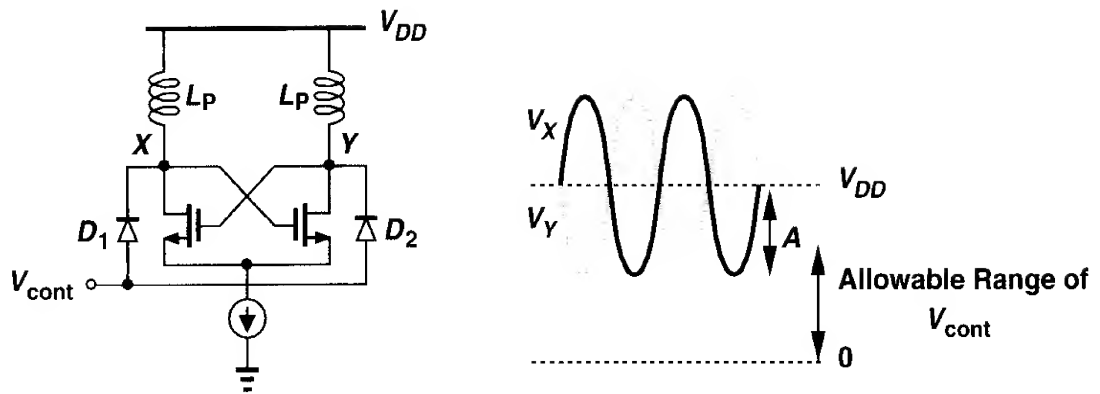 V_DD
L_P
L_P
X
Y
D_1
D_2
V_cont
V_X
V_Y
V_DD
A
Allowable Range of
V_cont
0